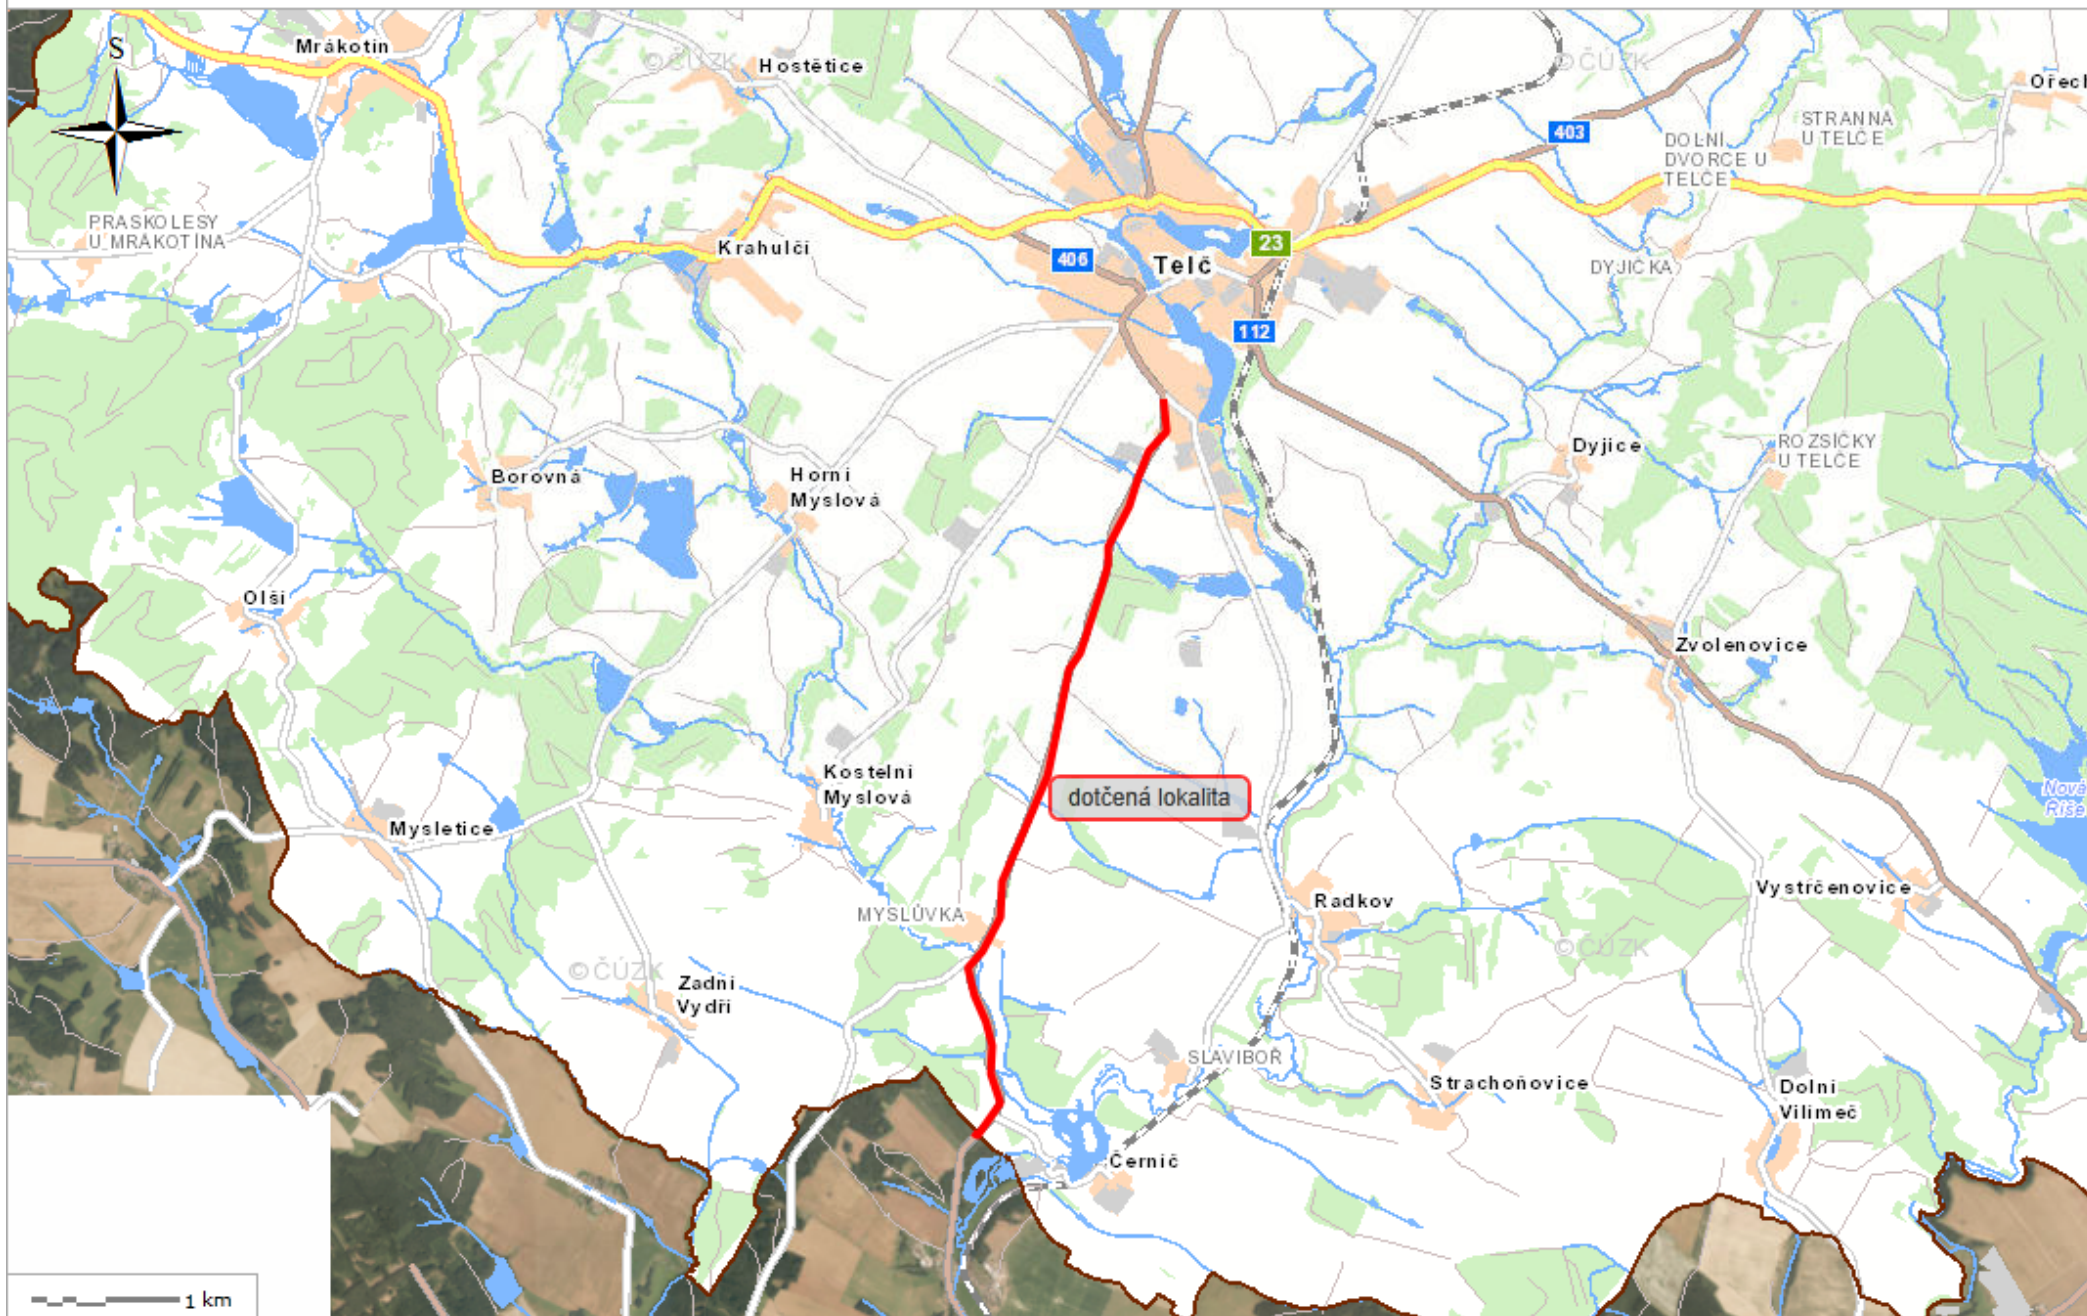 S
Mrákotín
Hostětice
©ČÚZK
©ČÚZK
Ořech
403
STRANNÁ
U TELČE
DOLNÍ
DVORCE U
TELČE
PRASKOLESY
U MRÁKOTÍNA
Krahulčí
406
Telč
23
DYJIČKA
112
Dyjice
ROZSÍČKY
U TELČE
Borovná
Horní
Myslová
Olší
Zvolenovice
Kostelní
Myslová
dotčená lokalita
Nová
Říše
Mysletice
Vystrčenovice
Radkov
MYSLŮVKA
©ČÚZK
©ČÚZK
Zadní
Vydří
SLAVIBOŘ
Strachoňovice
Dolní
Vilímeč
Černíč
1 km